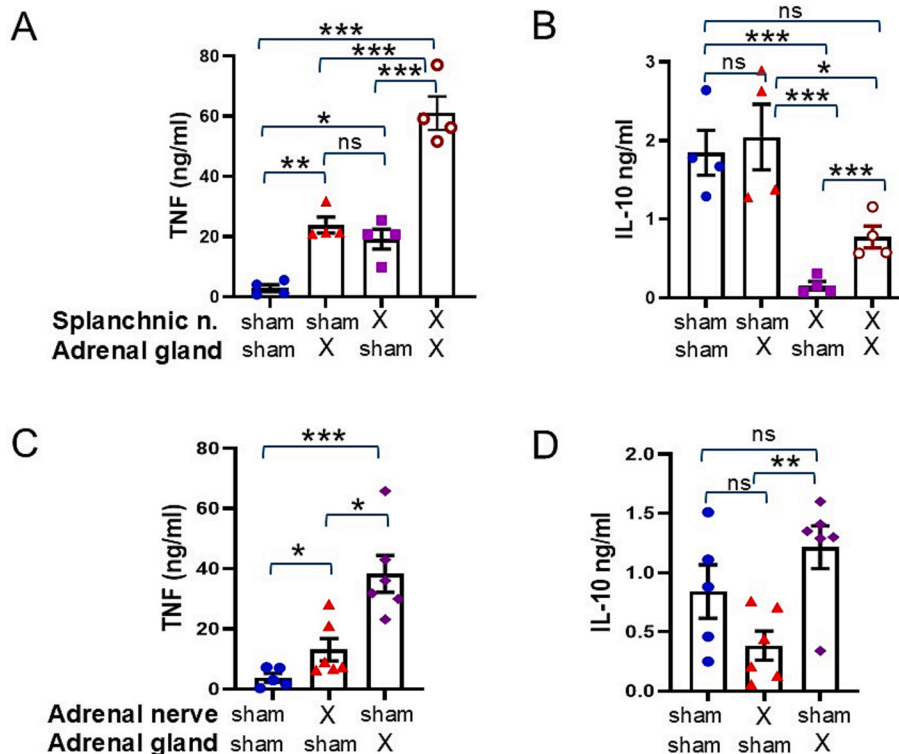 A
***
***
***
*
ns
**
TNF (ng/ml)
80
60
40
20
0
Splanchnic n. sham sham X X
Adrenal gland sham X sham X
B
ns
***
ns
*
***
***
IL-10 ng/ml
3
2
1
0
sham sham X X
sham X sham X
C
***
*
*
TNF (ng/ml)
80
60
40
20
0
Adrenal nerve sham X sham
Adrenal gland sham sham X
D
ns
**
ns
IL-10 ng/ml
2.0
1.5
1.0
0.5
0.0
sham X sham
sham sham X